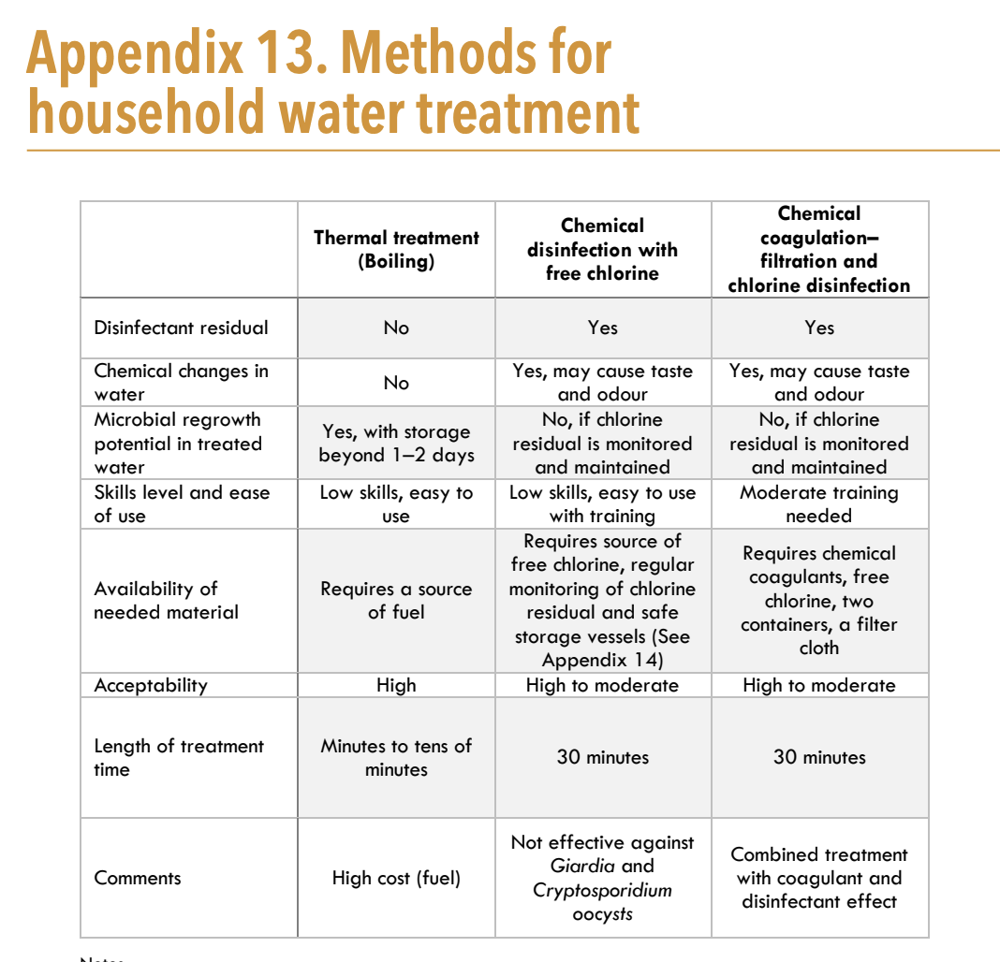 Appendix 13. Methods for
household water treatment
Thermal treatment
(Boiling)
Chemical
disinfection with
free chlorine
Chemical
coagulation–
filtration and
chlorine disinfection
Disinfectant residual
No
Yes
Yes
Chemical changes in
water
No
Yes, may cause taste
and odour
Yes, may cause taste
and odour
Microbial regrowth
potential in treated
water
Yes, with storage
beyond 1–2 days
No, if chlorine
residual is monitored
and maintained
No, if chlorine
residual is monitored
and maintained
Skills level and ease
of use
Low skills, easy to
use
Low skills, easy to use
with training
Moderate training
needed
Availability of
needed material
Requires a source
of fuel
Requires source of
free chlorine, regular
monitoring of chlorine
residual and safe
storage vessels (See
Appendix 14)
Requires chemical
coagulants, free
chlorine, two
containers, a filter
cloth
Acceptability
High
High to moderate
High to moderate
Length of treatment
time
Minutes to tens of
minutes
30 minutes
30 minutes
Comments
High cost (fuel)
Not effective against
Giardia and
Cryptosporidium
oocysts
Combined treatment
with coagulant and
disinfectant effect